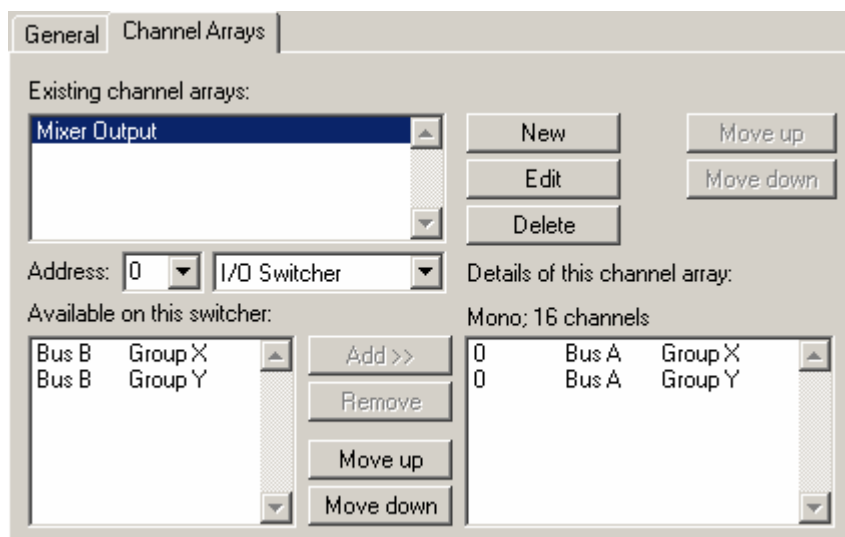 General Channel Arrays
Existing channel arrays:
Mixer Output
New
Move up
Edit
Move down
Delete
Address: 0 I/O Switcher
Details of this channel array:
Available on this switcher:
Mono; 16 channels
Bus B Group X
Bus B Group Y
Add >>
Remove
Move up
Move down
0 Bus A Group X
0 Bus A Group Y